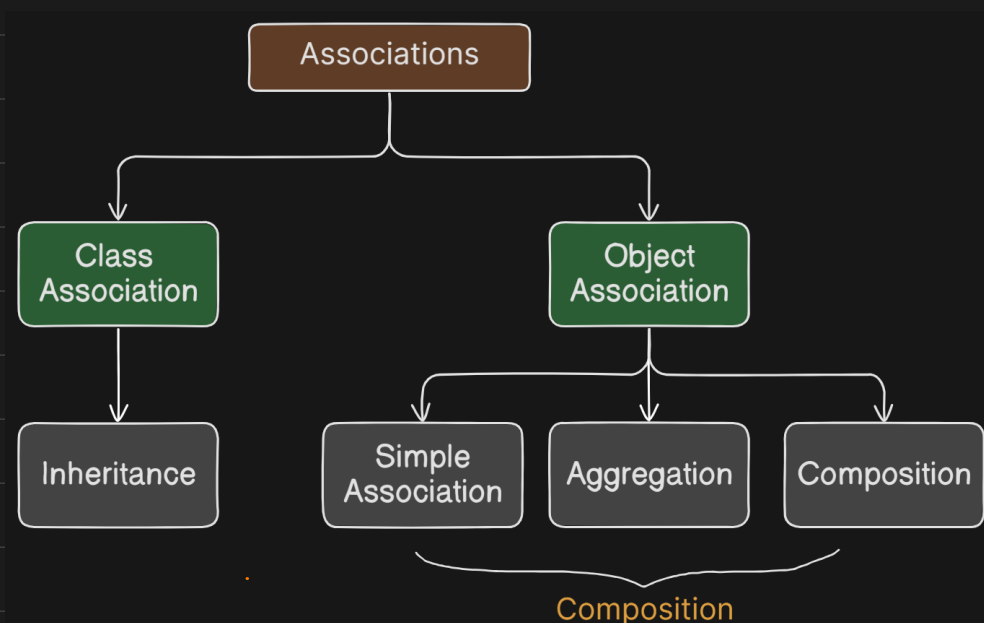 Associations
Class
Association
Object
Association
Inheritance
Simple
Association
Aggregation
Composition
Composition